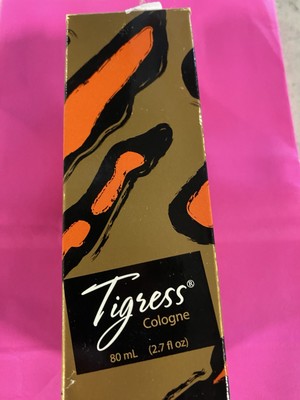 Tigress®
Cologne
80 mL (2.7 fl oz)